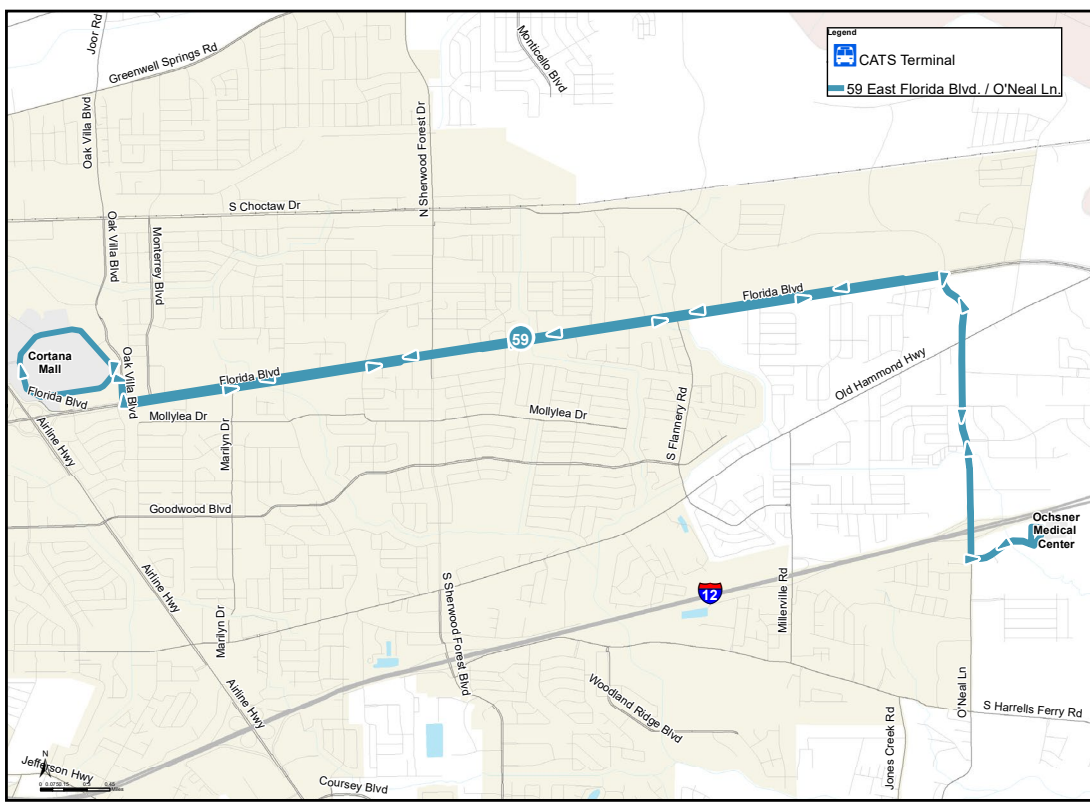 Legend
CATS Terminal
59 East Florida Blvd. / O'Neal Ln.
Joor Rd
Greenwell Springs Rd
Monticello Blvd
Oak Villa Blvd
N Sherwood Forest Dr
S Choctaw Dr
Oak Villa Blvd
Monterrey Blvd
Florida Blvd
59
Cortana
Mall
Oak Villa Blvd
Florida Blvd
Florida Blvd
Old Hammond Hwy
Mollylea Dr
Mollylea Dr
Airline Hwy
Marilyn Dr
S Flannery Rd
Goodwood Blvd
Ochsner
Medical
Center
Airline Hwy
S Sherwood Forest Blvd
12
Millerville Rd
Marilyn Dr
Airline Hwy
Woodland Ridge Blvd
O'Neal Ln
S Harrells Ferry Rd
Jones Creek Rd
N
Jefferson Hwy
Miles
Coursey Blvd